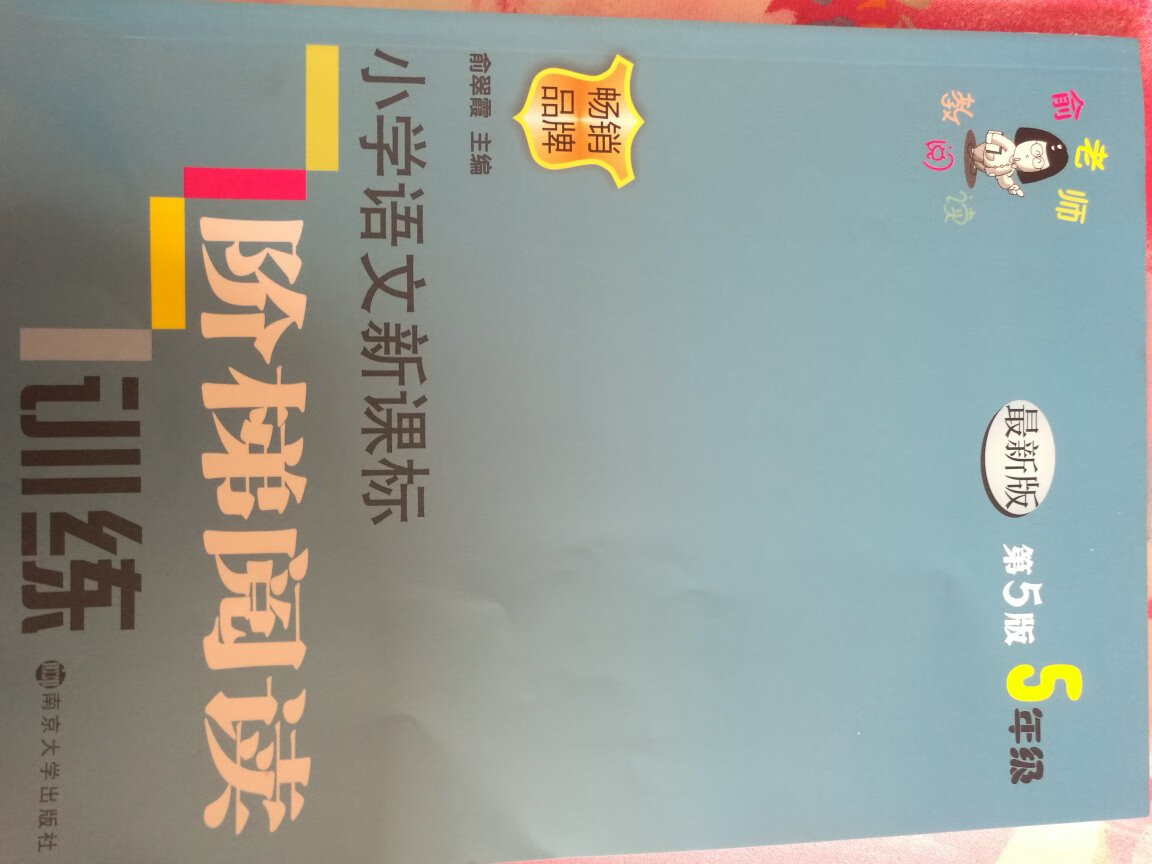 俞老师
教阅读
最新版
第5版
5年级
畅销
品牌
俞翠霞 主编
小学语文新课标
阶梯阅读
训练
南京大学出版社